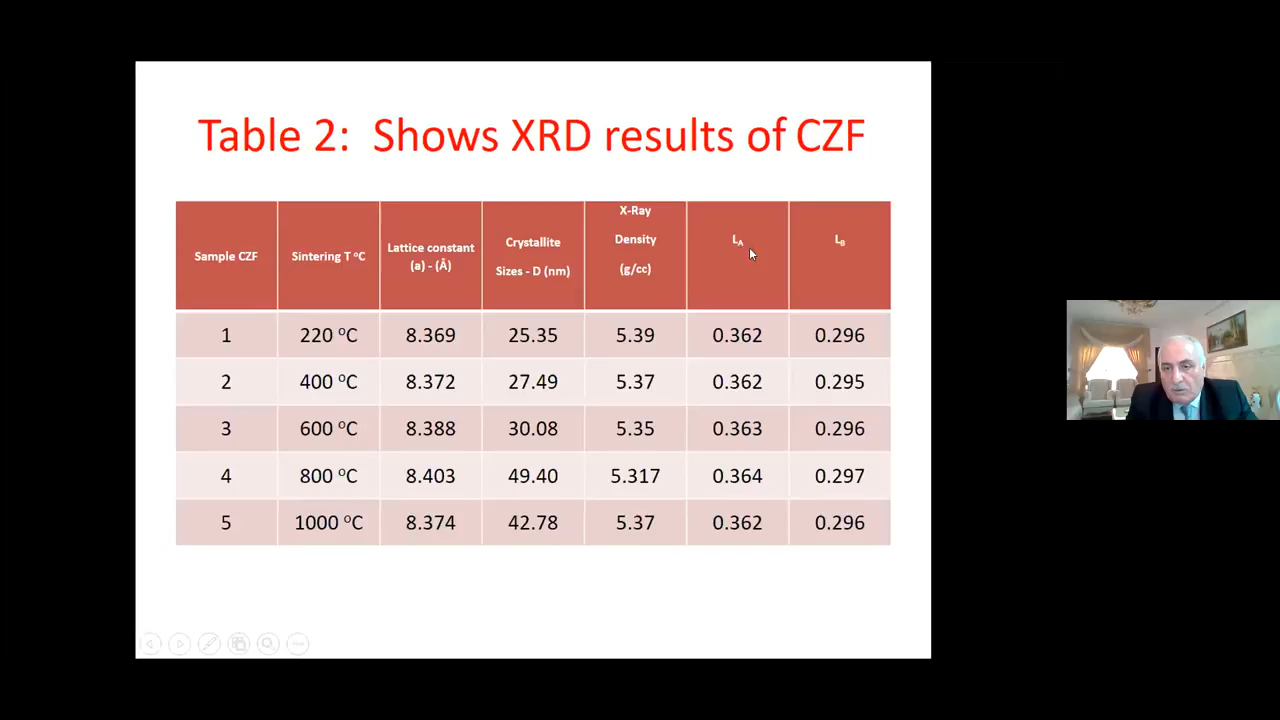 Table 2: Shows XRD results of CZF
Sample CZF
Sintering T °C
Lattice constant
(a) - (Å)
Crystallite
Sizes - D (nm)
X-Ray
Density
(g/cc)
L_A
L_B
1 220 °C 8.369 25.35 5.39 0.362 0.296
2 400 °C 8.372 27.49 5.37 0.362 0.295
3 600 °C 8.388 30.08 5.35 0.363 0.296
4 800 °C 8.403 49.40 5.317 0.364 0.297
5 1000 °C 8.374 42.78 5.37 0.362 0.296